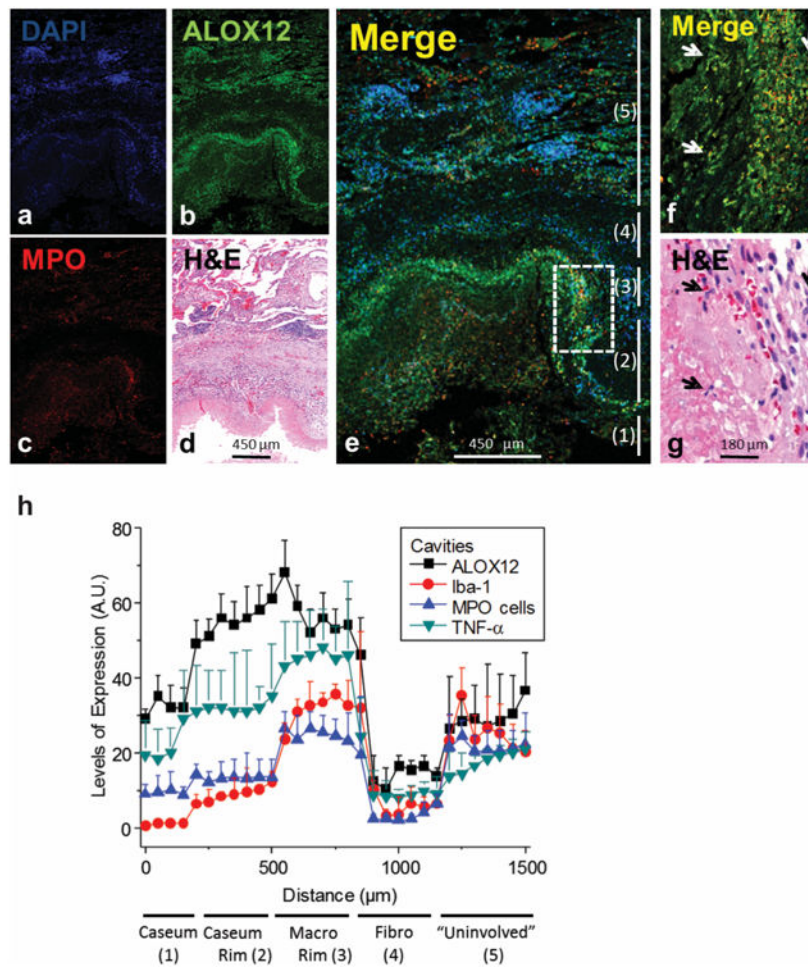 DAPI
a
ALOX12
b
MPO
c
H&E
d
450 µm
Merge
(5)
(4)
(3)
(2)
(1)
e
450 µm
Merge
f
H&E
g
180 µm
h
Levels of Expression (A.U.)
80
60
40
20
0
Cavities
ALOX12
Iba-1
MPO cells
TNF-α
0 500 1000 1500
Distance (µm)
Caseum Caseum Macro Fibro "Uninvolved"
(1) Rim (2) Rim (3) (4) (5)